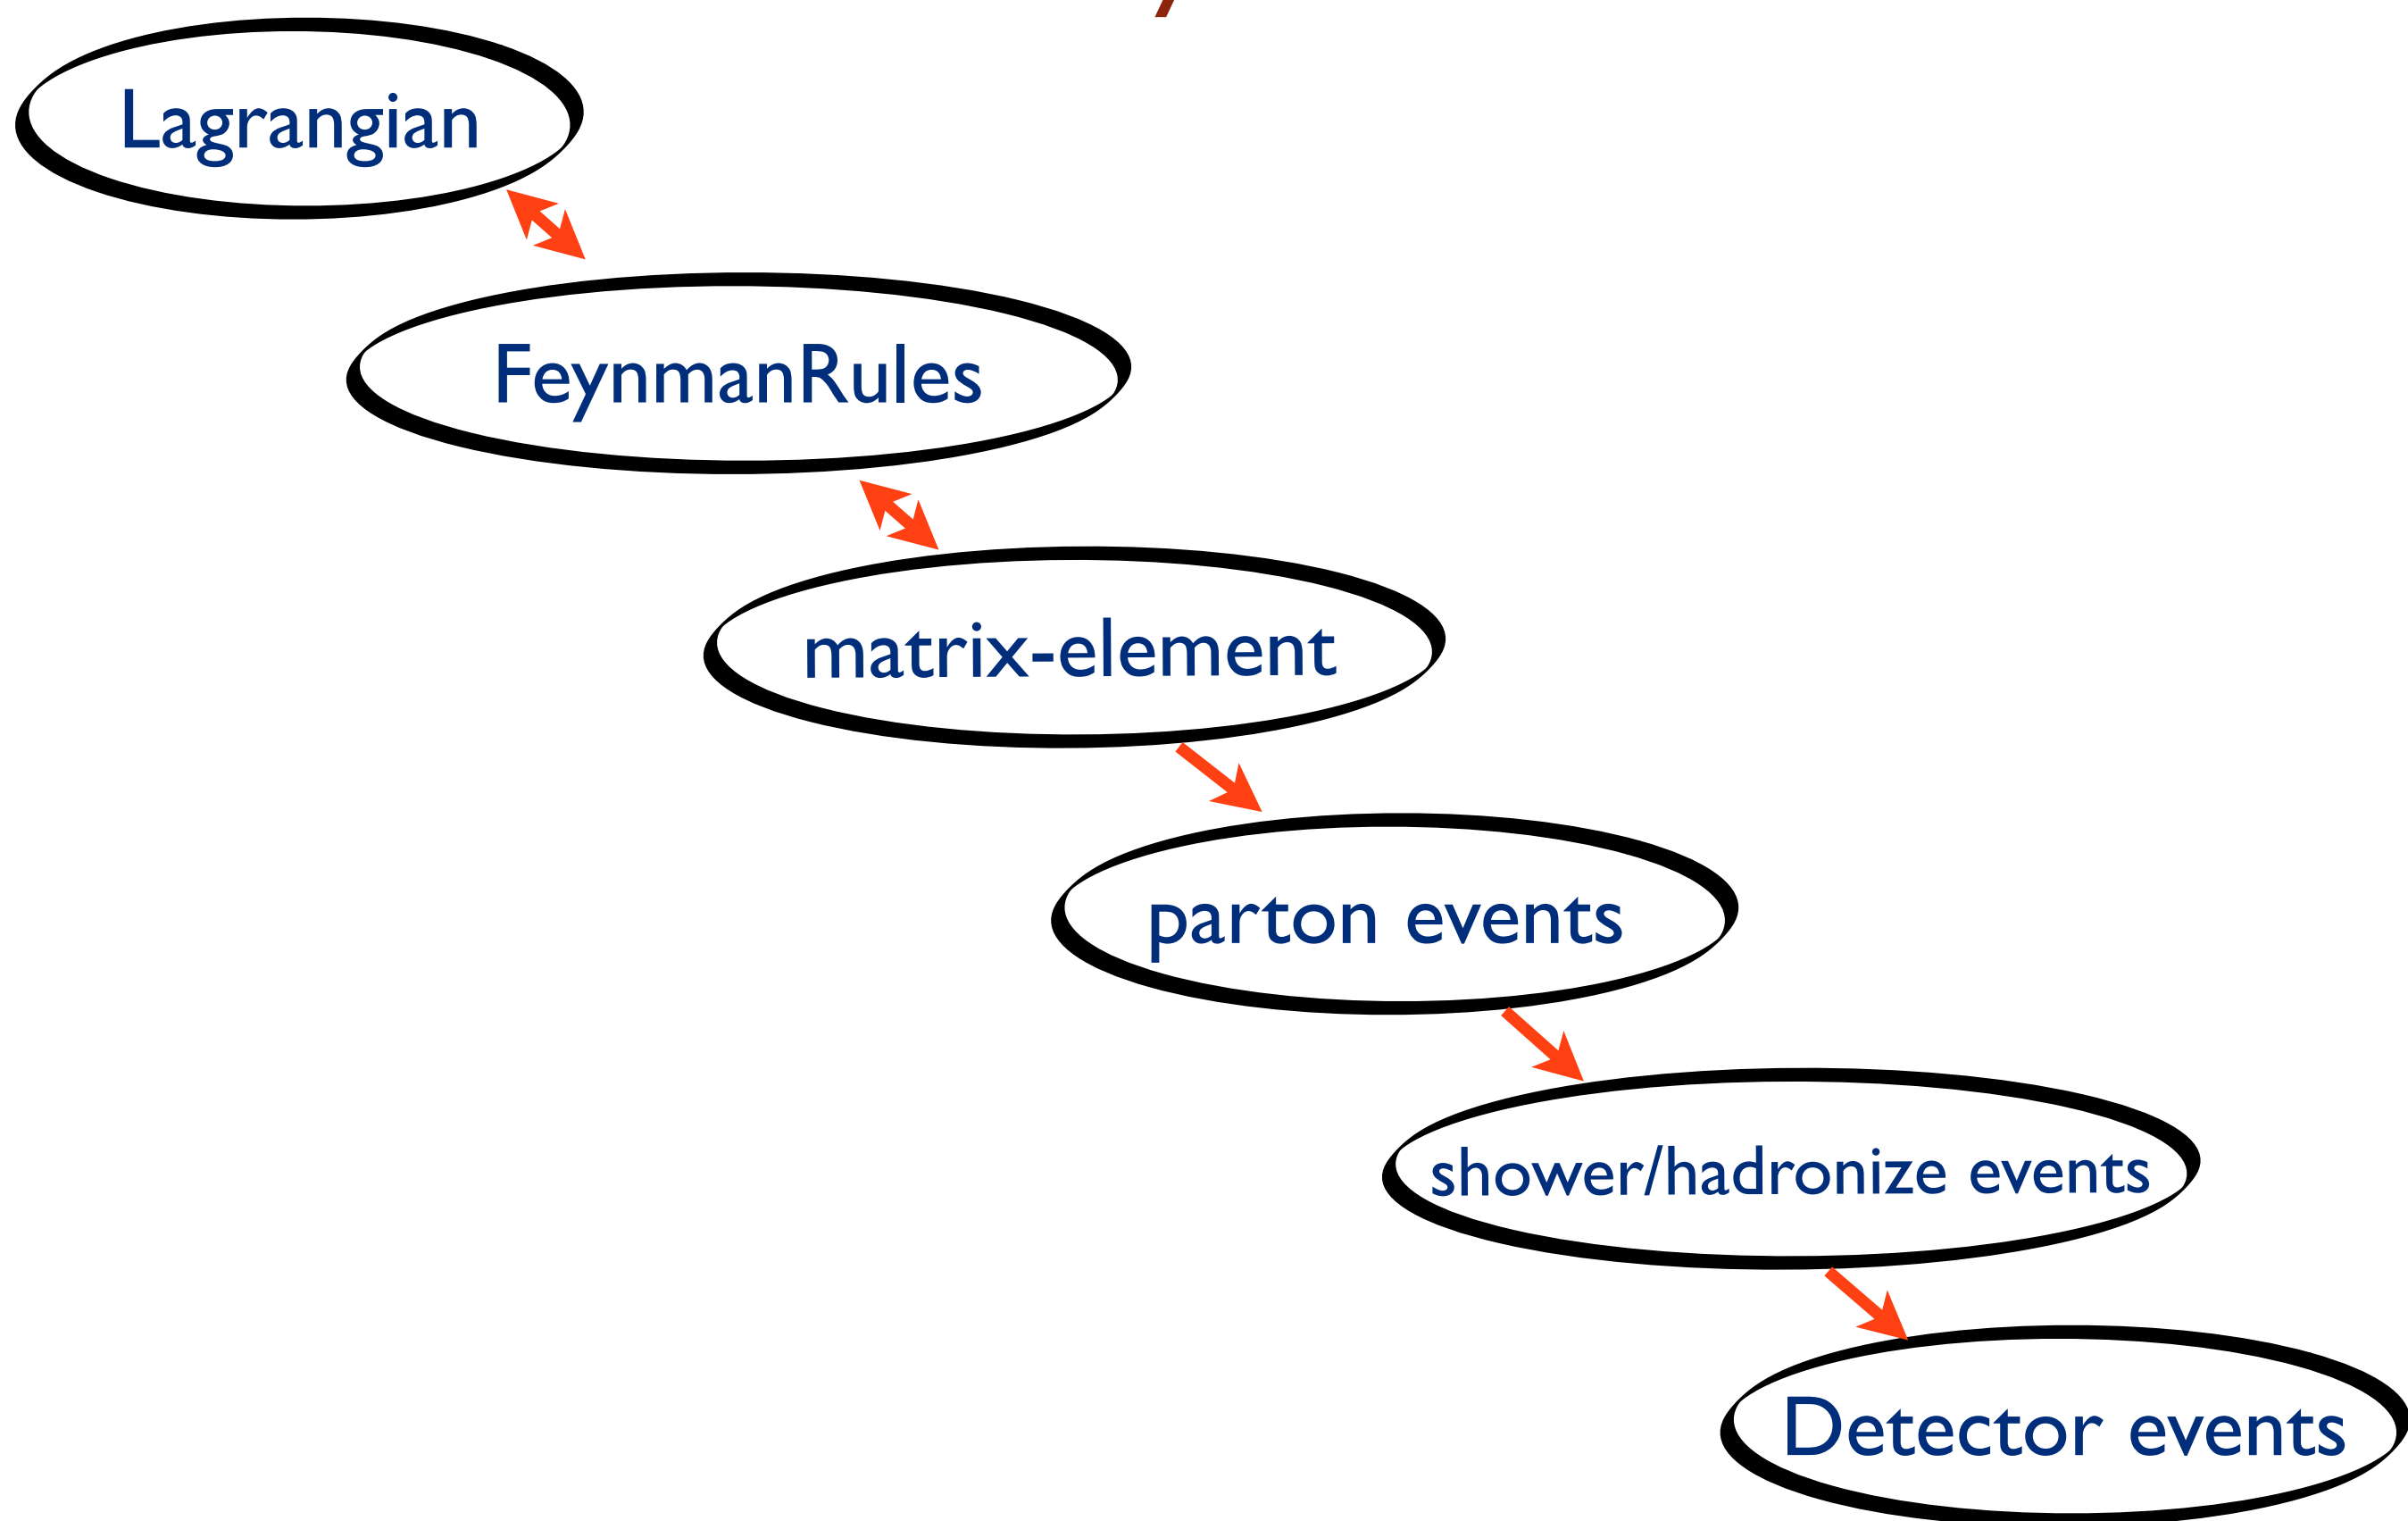 Lagrangian
FeynmanRules
matrix-element
parton events
shower/hadronize events
Detector events